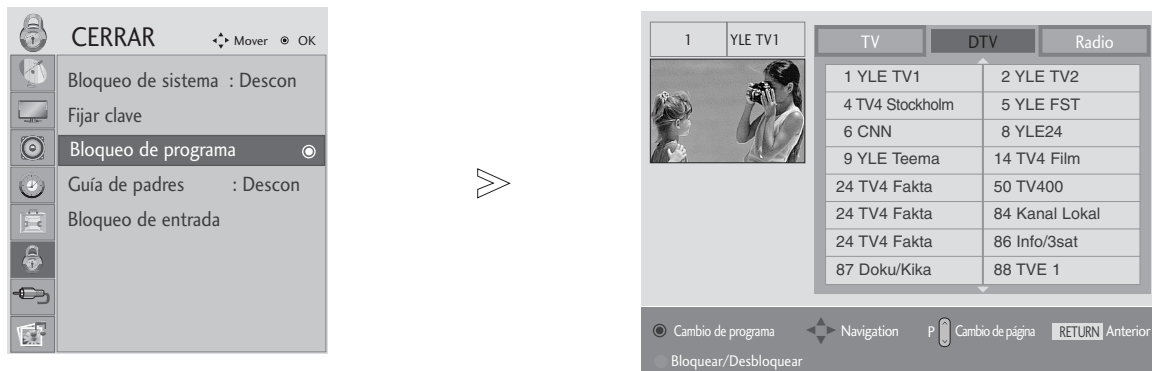 CERRAR
Mover OK
Bloqueo de sistema : Descon
Fijar clave
Bloqueo de programa
Guía de padres : Descon
Bloqueo de entrada
1 YLE TV1
TV DTV Radio
1 YLE TV1 2 YLE TV2
4 TV4 Stockholm 5 YLE FST
6 CNN 8 YLE24
9 YLE Teema 14 TV4 Film
24 TV4 Fakta 50 TV400
24 TV4 Fakta 84 Kanal Lokal
24 TV4 Fakta 86 Info/3sat
87 Doku/Kika 88 TVE 1
Cambio de programa Navigation P Cambio de página RETURN Anterior
Bloquear/Desbloquear